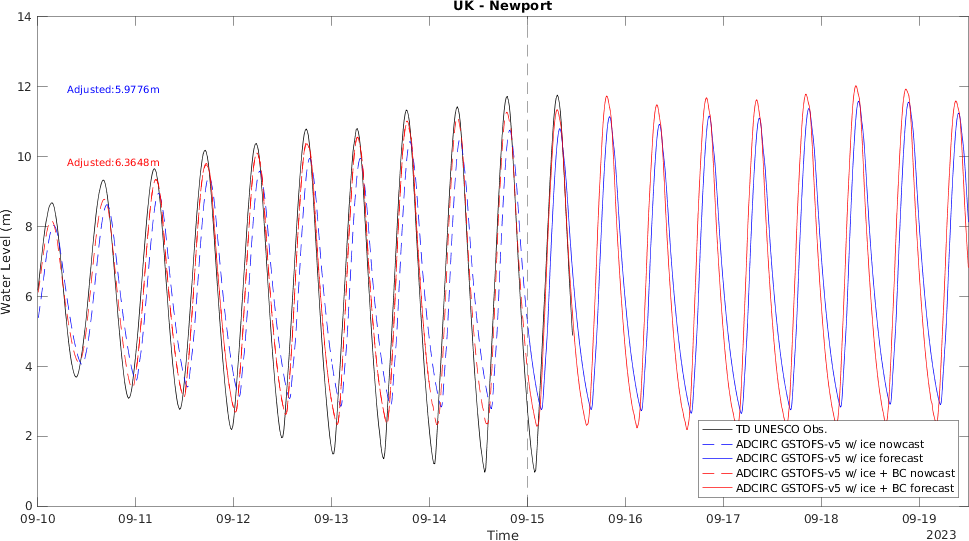 UK - Newport
14
12
10
8
6
4
2
0
Water Level (m)
Adjusted:5.9776m
Adjusted:6.3648m
TD UNESCO Obs.
ADCIRC GSTOFS-v5 w/ ice nowcast
ADCIRC GSTOFS-v5 w/ ice forecast
ADCIRC GSTOFS-v5 w/ ice + BC nowcast
ADCIRC GSTOFS-v5 w/ ice + BC forecast
09-10 09-11 09-12 09-13 09-14 09-15 09-16 09-17 09-18 09-19
Time
2023